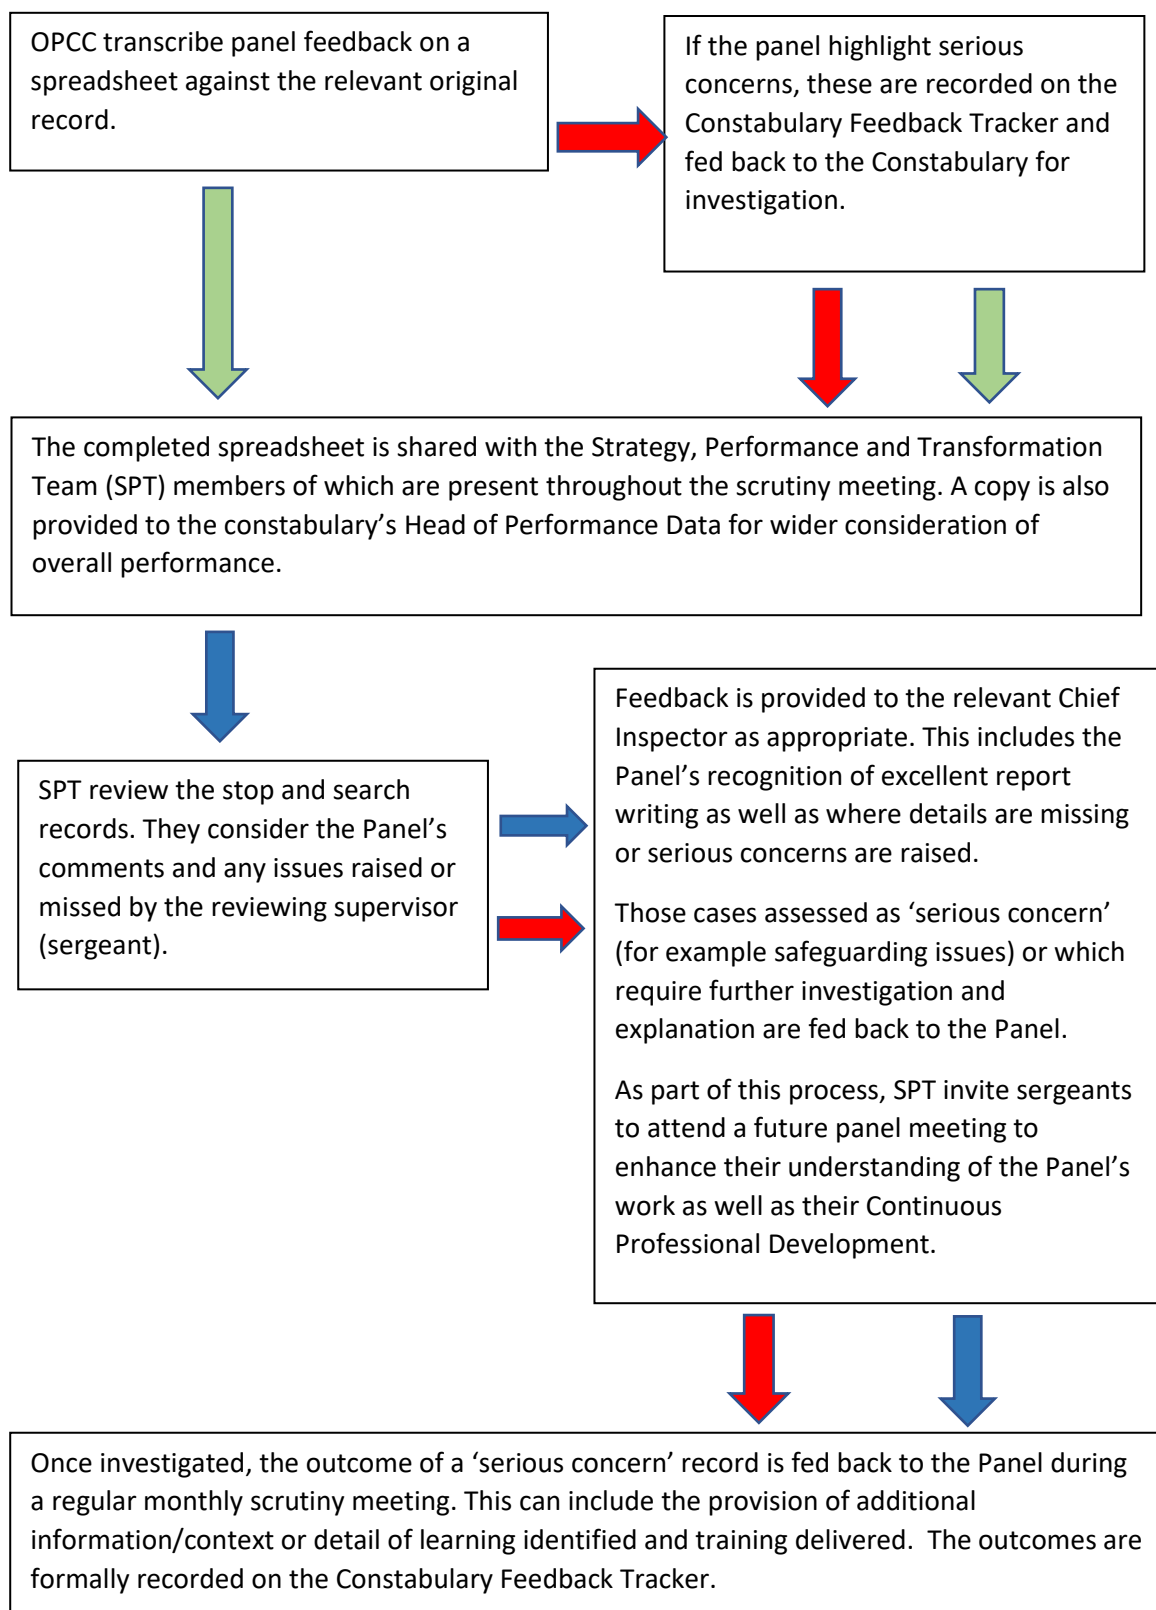 OPCC transcribe panel feedback on a
spreadsheet against the relevant original
record.
If the panel highlight serious
concerns, these are recorded on the
Constabulary Feedback Tracker and
fed back to the Constabulary for
investigation.
The completed spreadsheet is shared with the Strategy, Performance and Transformation
Team (SPT) members of which are present throughout the scrutiny meeting. A copy is also
provided to the constabulary’s Head of Performance Data for wider consideration of
overall performance.
SPT review the stop and search
records. They consider the Panel’s
comments and any issues raised or
missed by the reviewing supervisor
(sergeant).
Feedback is provided to the relevant Chief
Inspector as appropriate. This includes the
Panel’s recognition of excellent report
writing as well as where details are missing
or serious concerns are raised.
Those cases assessed as ‘serious concern’
(for example safeguarding issues) or which
require further investigation and
explanation are fed back to the Panel.
As part of this process, SPT invite sergeants
to attend a future panel meeting to
enhance their understanding of the Panel’s
work as well as their Continuous
Professional Development.
Once investigated, the outcome of a ‘serious concern’ record is fed back to the Panel during
a regular monthly scrutiny meeting. This can include the provision of additional
information/context or detail of learning identified and training delivered.  The outcomes are
formally recorded on the Constabulary Feedback Tracker.